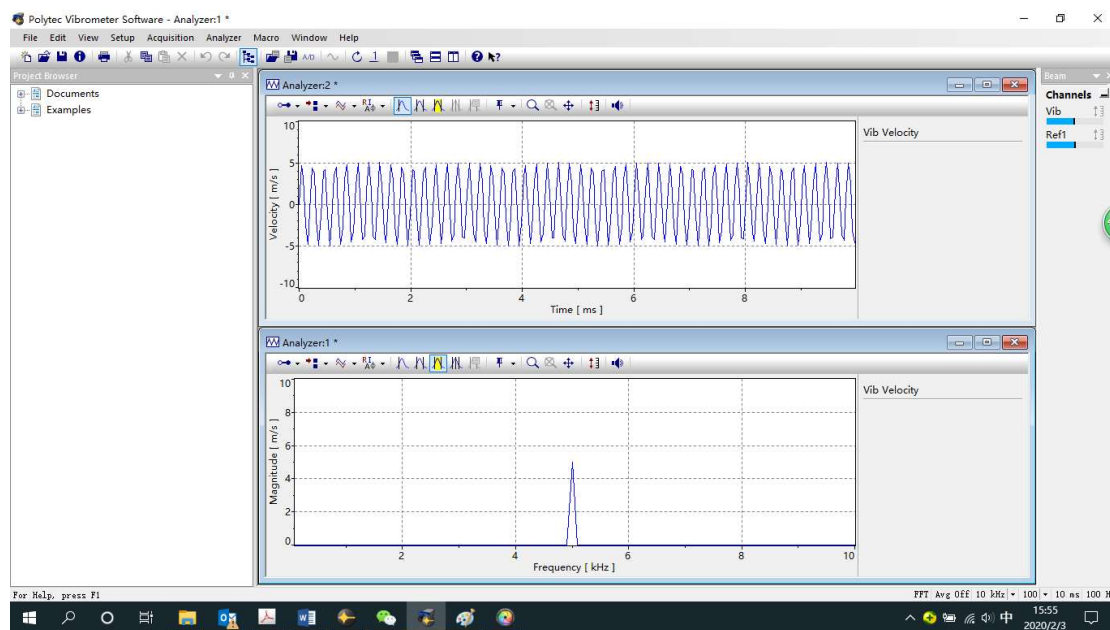 Polytec Vibrometer Software - Analyzer:1 *
File Edit View Setup Acquisition Analyzer Macro Window Help
Project Browser
Documents
Examples
Analyzer:2 *
10
5
0
-5
-10
Velocity [ m/s ]
0 2 4 6 8
Time [ ms ]
Vib Velocity
Analyzer:1 *
10
8
6
4
2
0
Magnitude [ m/s ]
2 4 6 8 10
Frequency [ kHz ]
Vib Velocity
Beam
Channels
Vib
Ref1
For Help, press F1
FFT Avg Off 10 kHz 100 10 ms 100 H
中
15:55
2020/2/3